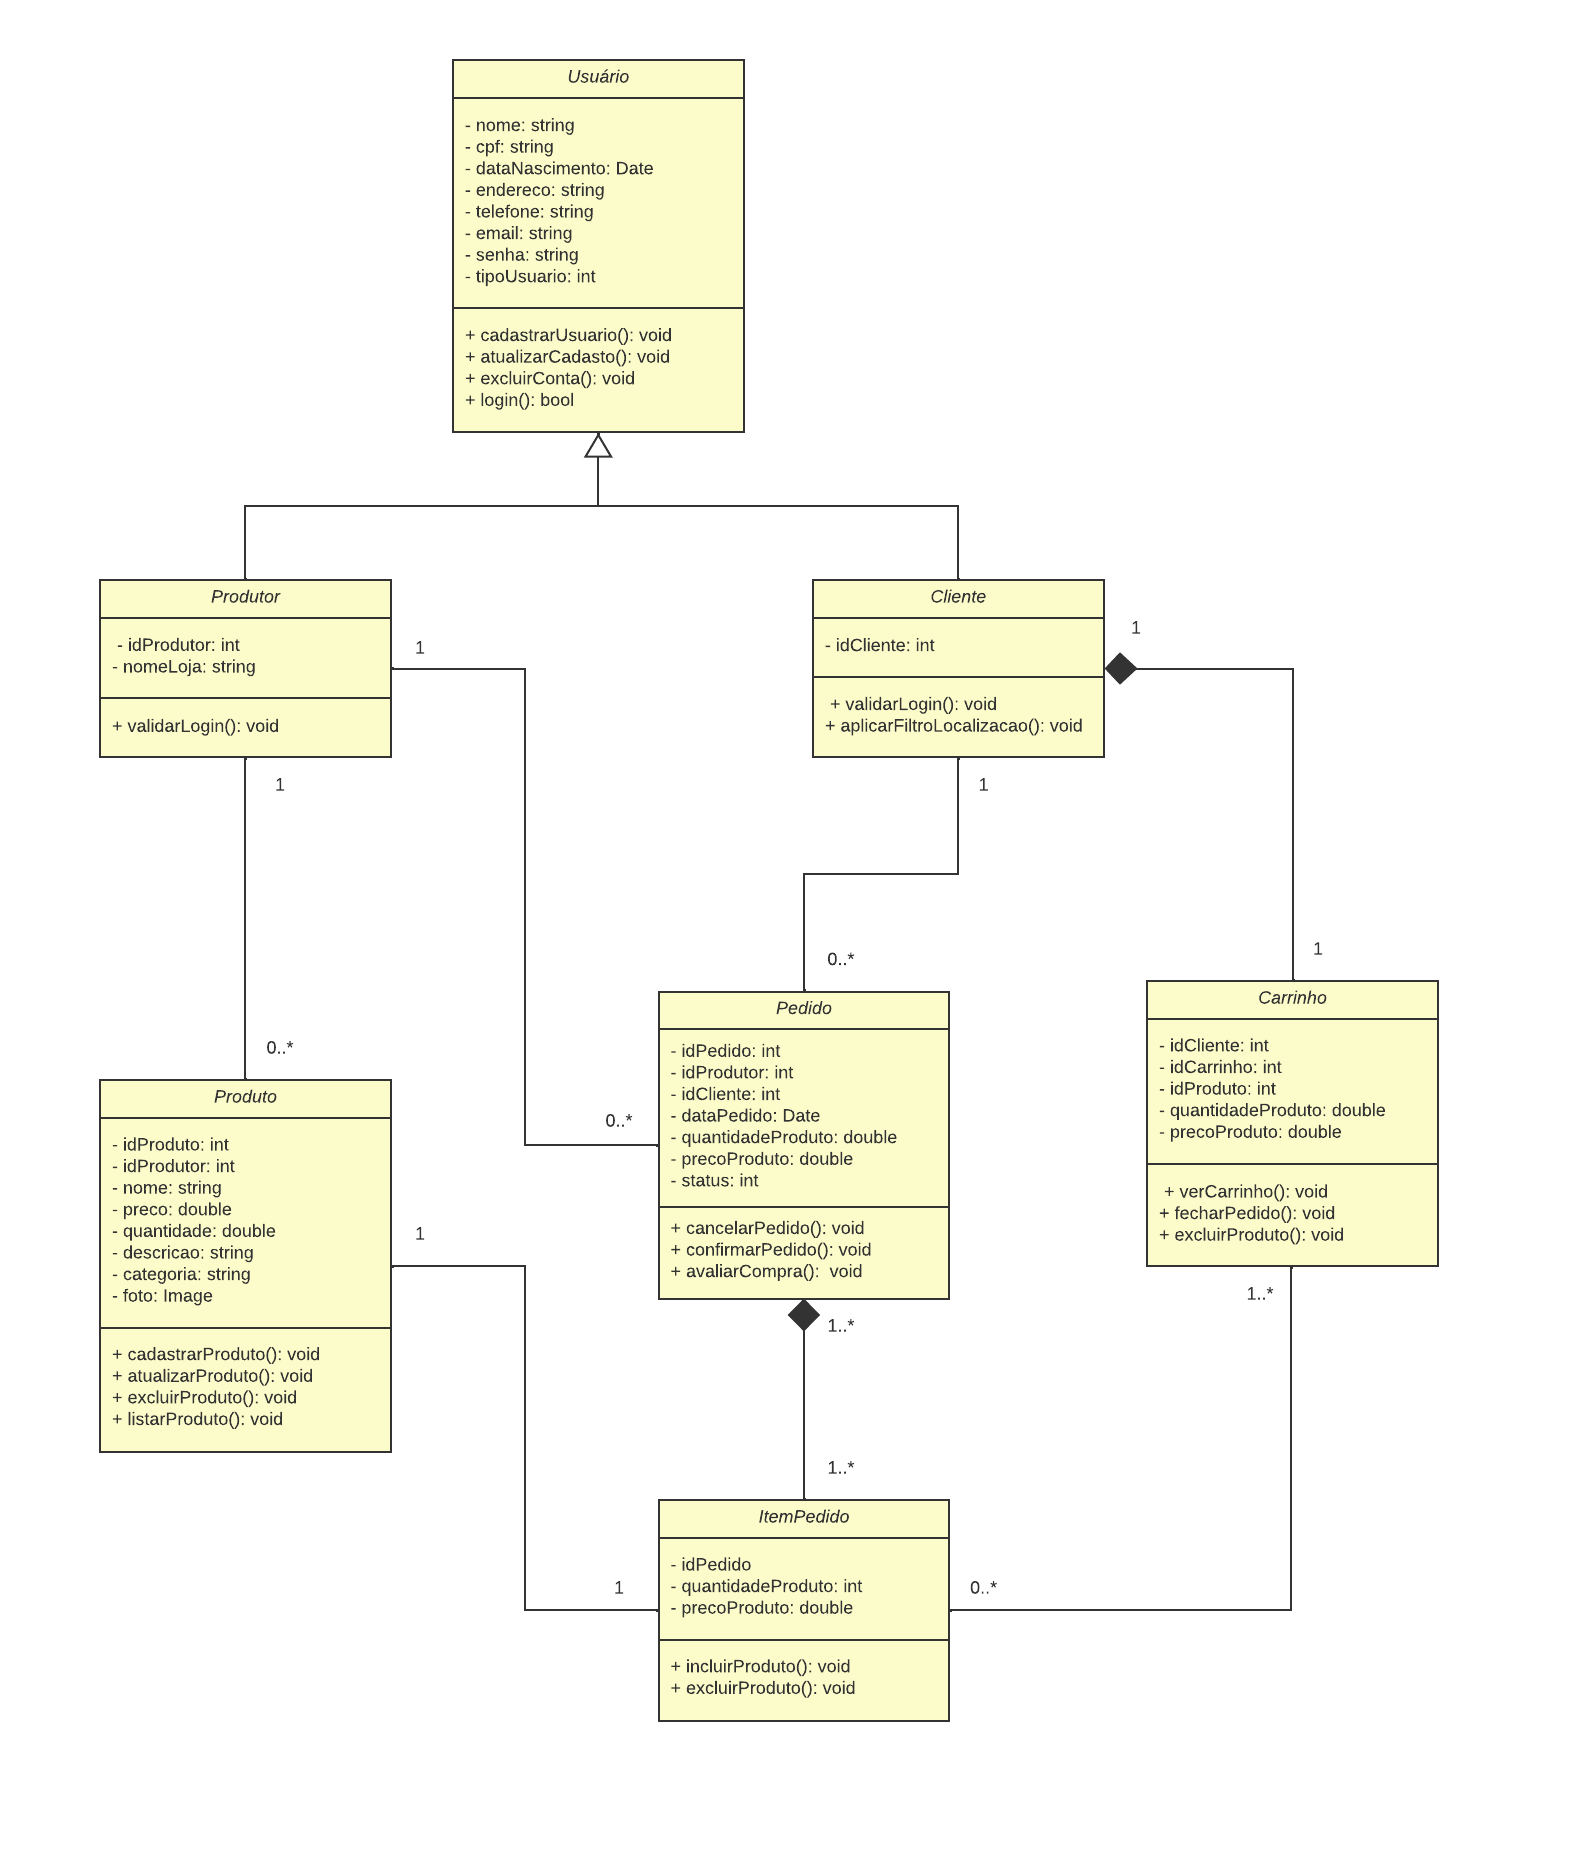 Usuário
- nome: string
- cpf: string
- dataNascimento: Date
- endereco: string
- telefone: string
- email: string
- senha: string
- tipoUsuario: int
+ cadastrarUsuario(): void
+ atualizarCadasto(): void
+ excluirConta(): void
+ login(): bool
Produtor
- idProdutor: int
- nomeLoja: string
+ validarLogin(): void
1
1
Cliente
- idCliente: int
+ validarLogin(): void
+ aplicarFiltroLocalizacao(): void
1
1
0..*
0..*
0..*
1
Produto
- idProduto: int
- idProdutor: int
- nome: string
- preco: double
- quantidade: double
- descricao: string
- categoria: string
- foto: Image
+ cadastrarProduto(): void
+ atualizarProduto(): void
+ excluirProduto(): void
+ listarProduto(): void
1
Pedido
- idPedido: int
- idProdutor: int
- idCliente: int
- dataPedido: Date
- quantidadeProduto: double
- precoProduto: double
- status: int
+ cancelarPedido(): void
+ confirmarPedido(): void
+ avaliarCompra():  void
1..*
1..*
Carrinho
- idCliente: int
- idCarrinho: int
- idProduto: int
- quantidadeProduto: double
- precoProduto: double
+ verCarrinho(): void
+ fecharPedido(): void
+ excluirProduto(): void
1..*
ItemPedido
- idPedido
- quantidadeProduto: int
- precoProduto: double
+ incluirProduto(): void
+ excluirProduto(): void
1
0..*